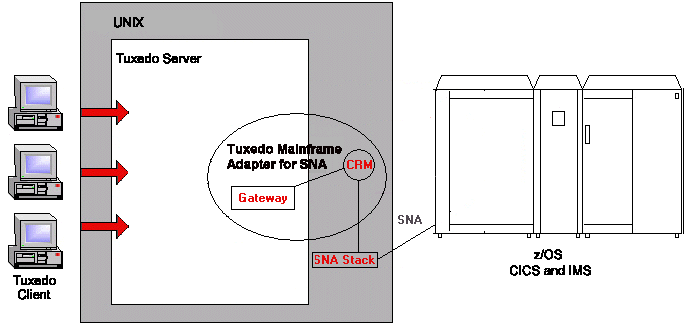 UNIX
Tuxedo Server
Tuxedo Mainframe
Adapter for SNA
CRM
Gateway
SNA
SNA Stack
z/OS
CICS and IMS
Tuxedo
Client